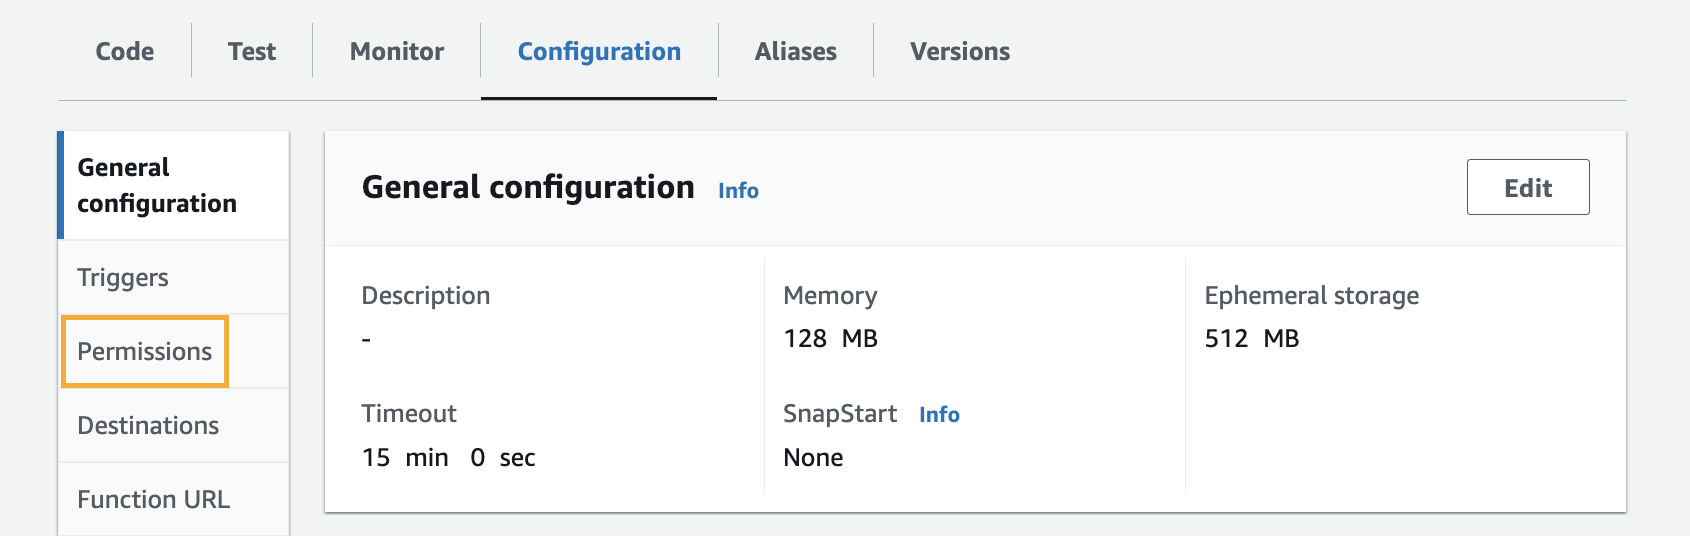 Code Test Monitor Configuration Aliases Versions
General
configuration
Triggers
Permissions
Destinations
Function URL
General configuration Info
Edit
Description
-
Memory
128 MB
Ephemeral storage
512 MB
Timeout
15 min 0 sec
SnapStart Info
None